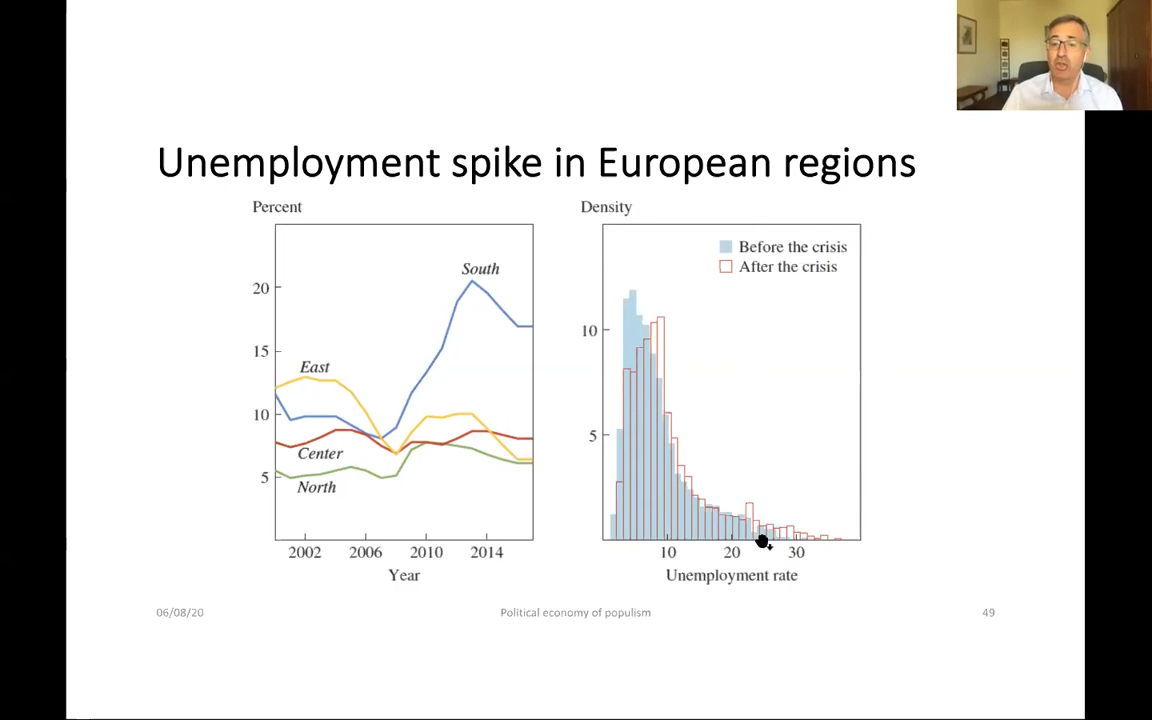 Unemployment spike in European regions
Percent
20
15
10
5
South
East
Center
North
2002 2006 2010 2014
Year
Density
10
5
Before the crisis
After the crisis
10 20 30
Unemployment rate
06/08/20 Political economy of populism 49